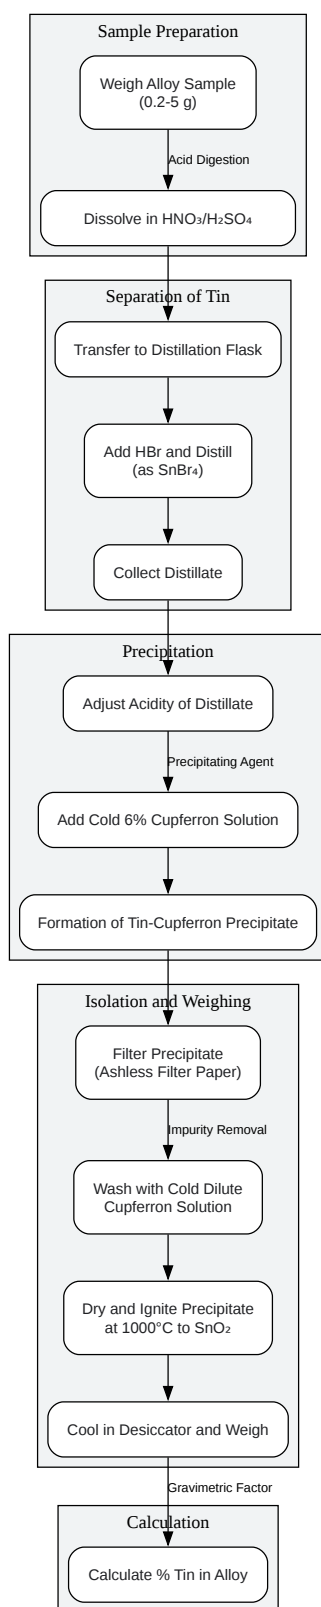 Sample Preparation
Weigh Alloy Sample
(0.2-5 g)
Acid Digestion
Dissolve in HNO₃/H₂SO₄
Separation of Tin
Transfer to Distillation Flask
Add HBr and Distill
(as SnBr₄)
Collect Distillate
Precipitation
Adjust Acidity of Distillate
Precipitating Agent
Add Cold 6% Cupferron Solution
Formation of Tin-Cupferron Precipitate
Isolation and Weighing
Filter Precipitate
(Ashless Filter Paper)
Impurity Removal
Wash with Cold Dilute
Cupferron Solution
Dry and Ignite Precipitate
at 1000°C to SnO₂
Cool in Desiccator and Weigh
Gravimetric Factor
Calculation
Calculate % Tin in Alloy